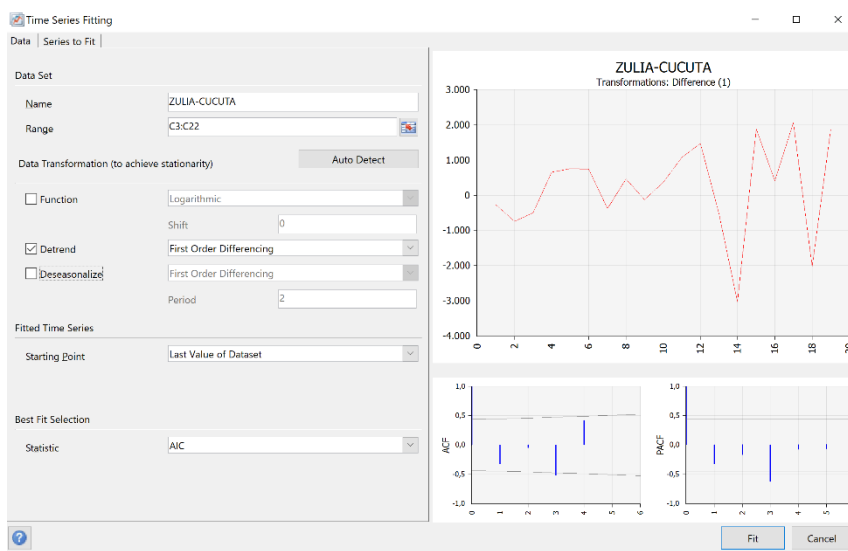 Time Series Fitting
Data Series to Fit
Data Set
Name ZULIA-CUCUTA
Range C3:C22
Data Transformation (to achieve stationarity) Auto Detect
Function Logarithmic
Shift 0
Detrend First Order Differencing
Deseasonalize First Order Differencing
Period 2
Fitted Time Series
Starting Point Last Value of Dataset
Best Fit Selection
Statistic AIC
ZULIA-CUCUTA
Transformations: Difference (1)
3.000
2.000
1.000
0
-1.000
-2.000
-3.000
-4.000
0 2 4 6 8 10 12 14 16 18
1,0
0,5
0,0
-0,5
-1,0
ACF
0 1 2 3 4 5 6
1,0
0,5
0,0
-0,5
-1,0
PACF
0 1 2 3 4 5
Fit Cancel